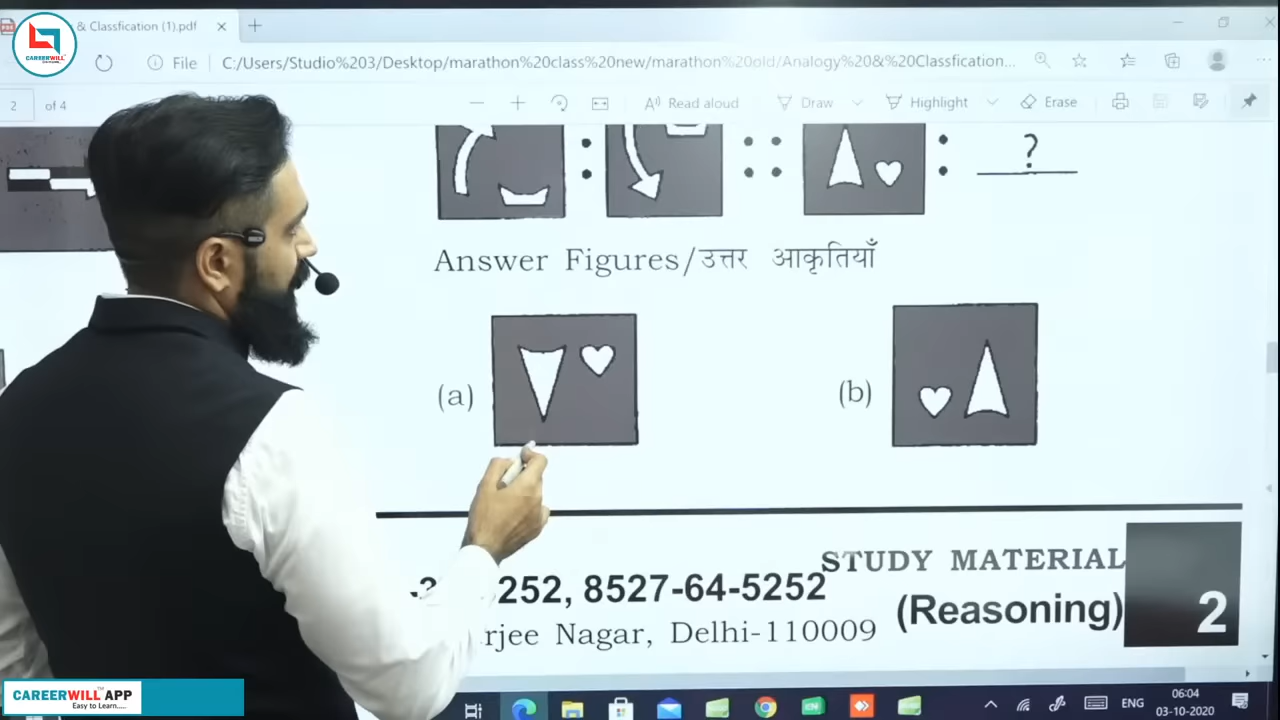 & Classfication (1).pdf
CAREERWILL
File
C:/Users/Studio%203/Desktop/marathon%20class%20new/marathon%20old/Analogy%20&%20Classfication...
2 of 4
Read aloud
Draw
Highlight
Erase
?
Answer Figures/उत्तर आकृतियाँ
(a)
(b)
252, 8527-64-5252
STUDY MATERIAL
(Reasoning)
2
rjee Nagar, Delhi-110009
CAREERWILL APP
Easy to Learn.....
ENG
06:04
03-10-2020